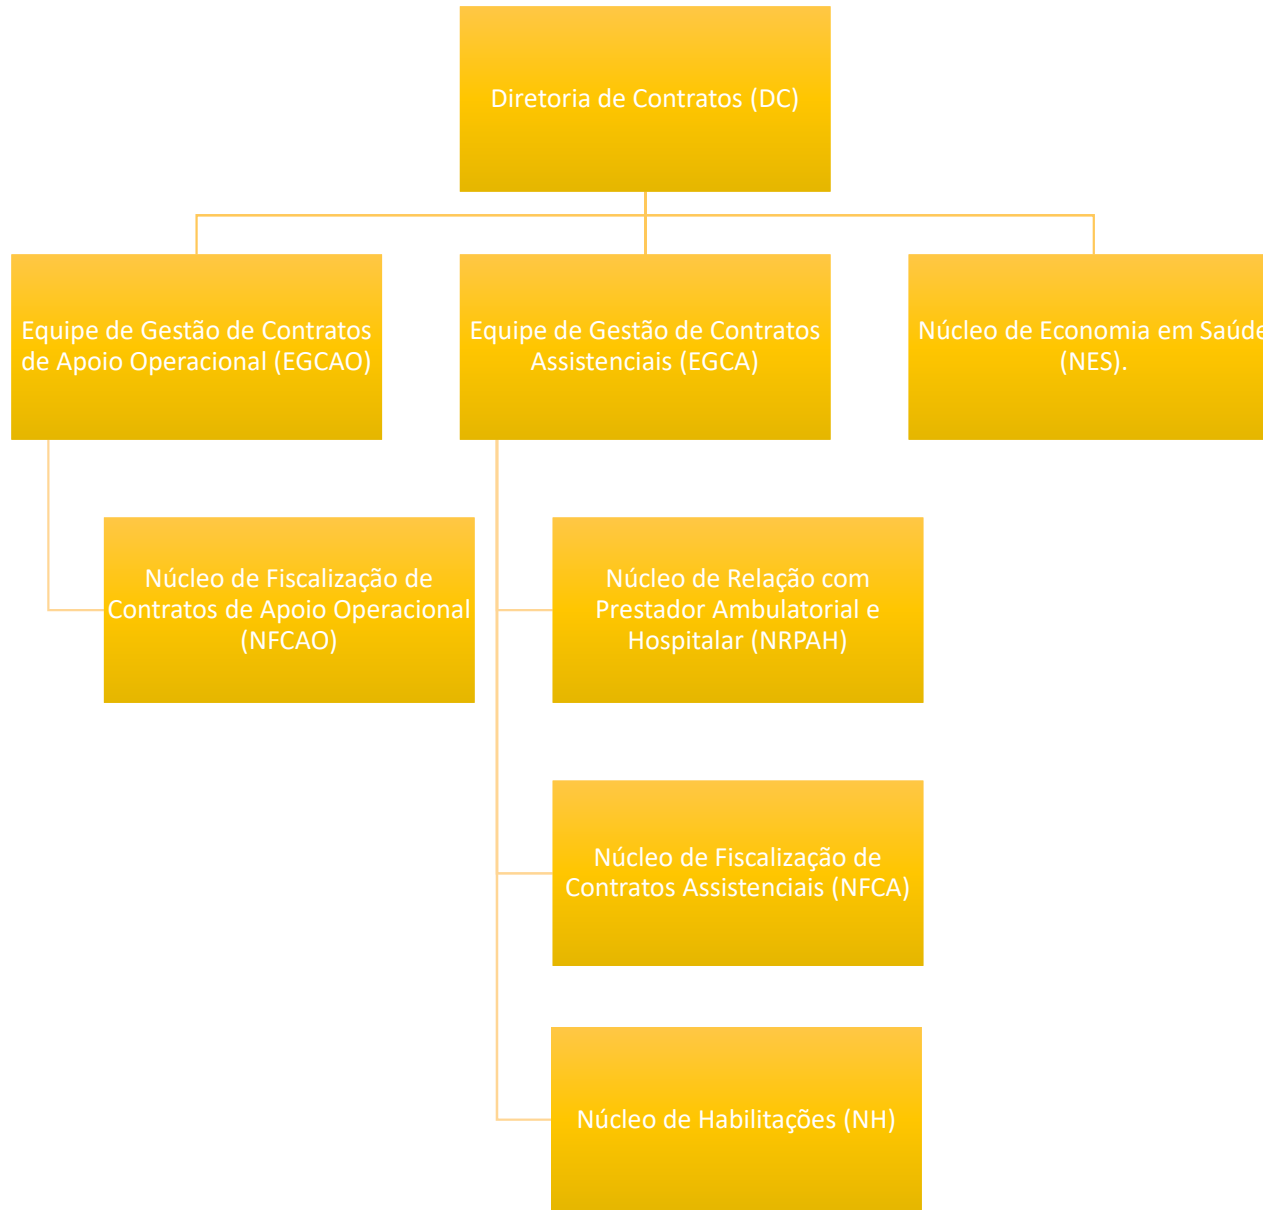 Diretoria de Contratos (DC)
Equipe de Gestão de Contratos
de Apoio Operacional (EGCAO)
Equipe de Gestão de Contratos
Assistenciais (EGCA)
Núcleo de Economia em Saúde
(NES).
Núcleo de Fiscalização de
Contratos de Apoio Operacional
(NFCAO)
Núcleo de Relação com
Prestador Ambulatorial e
Hospitalar (NRPAH)
Núcleo de Fiscalização de
Contratos Assistenciais (NFCA)
Núcleo de Habilitações (NH)